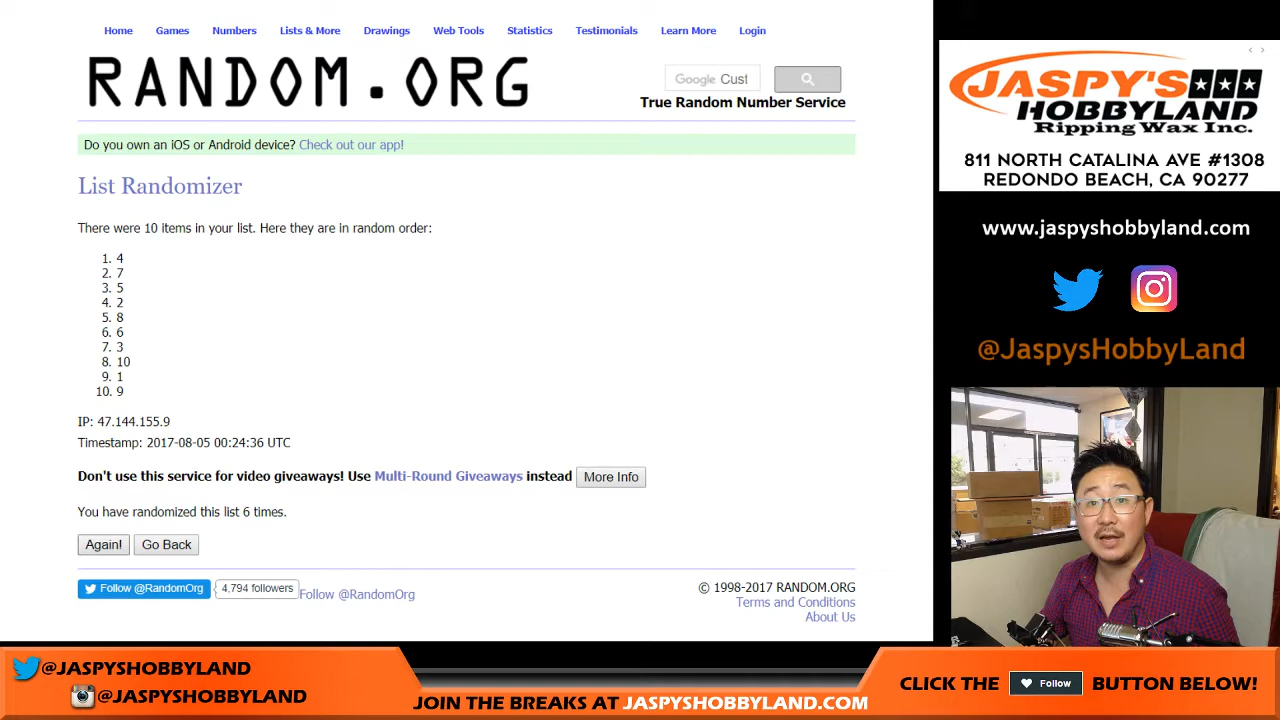 Home Games Numbers Lists & More Drawings Web Tools Statistics Testimonials Learn More Login
RANDOM.ORG
Google Cust
True Random Number Service
Do you own an iOS or Android device? Check out our app!
List Randomizer
There were 10 items in your list. Here they are in random order:
1. 4
2. 7
3. 5
4. 2
5. 8
6. 6
7. 3
8. 10
9. 1
10. 9
IP: 47.144.155.9
Timestamp: 2017-08-05 00:24:36 UTC
Don't use this service for video giveaways! Use Multi-Round Giveaways instead More Info
You have randomized this list 6 times.
Again! Go Back
Follow @RandomOrg 4,794 followers Follow @RandomOrg
© 1998-2017 RANDOM.ORG
Terms and Conditions
About Us
JASPY'S
HOBBYLAND
Ripping Wax Inc.
811 NORTH CATALINA AVE #1308
REDONDO BEACH, CA 90277
www.jaspyshobbyland.com
@JaspysHobbyLand
@JASPYSHOBBYLAND
@JASPYSHOBBYLAND
JOIN THE BREAKS AT JASPYSHOBBYLAND.COM
CLICK THE Follow BUTTON BELOW!